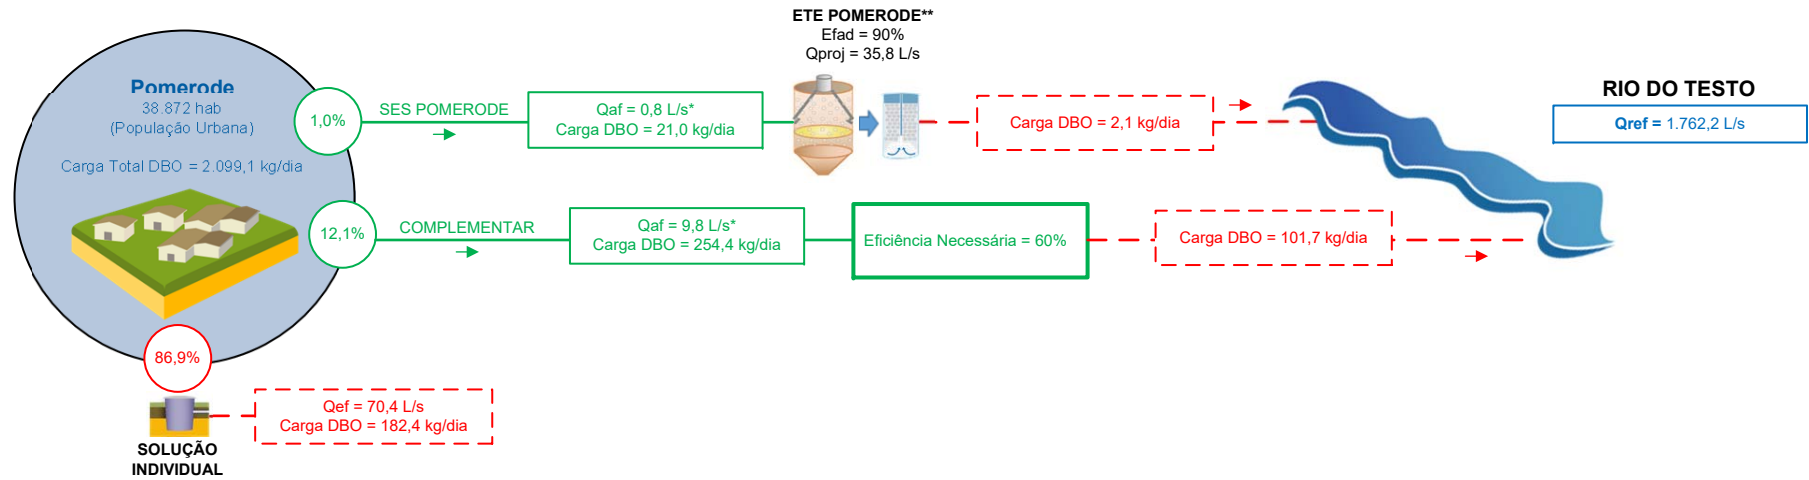 ETE POMERODE**
Efad = 90%
Qproj = 35,8 L/s
Pomerode
38.872 hab
(População Urbana)
Carga Total DBO = 2.099,1 kg/dia
1,0%
SES POMERODE
Qaf = 0,8 L/s*
Carga DBO = 21,0 kg/dia
Carga DBO = 2,1 kg/dia
RIO DO TESTO
Qref = 1.762,2 L/s
12,1%
COMPLEMENTAR
Qaf = 9,8 L/s*
Carga DBO = 254,4 kg/dia
Eficiência Necessária = 60%
Carga DBO = 101,7 kg/dia
86,9%
Qef = 70,4 L/s
Carga DBO = 182,4 kg/dia
SOLUÇÃO
INDIVIDUAL